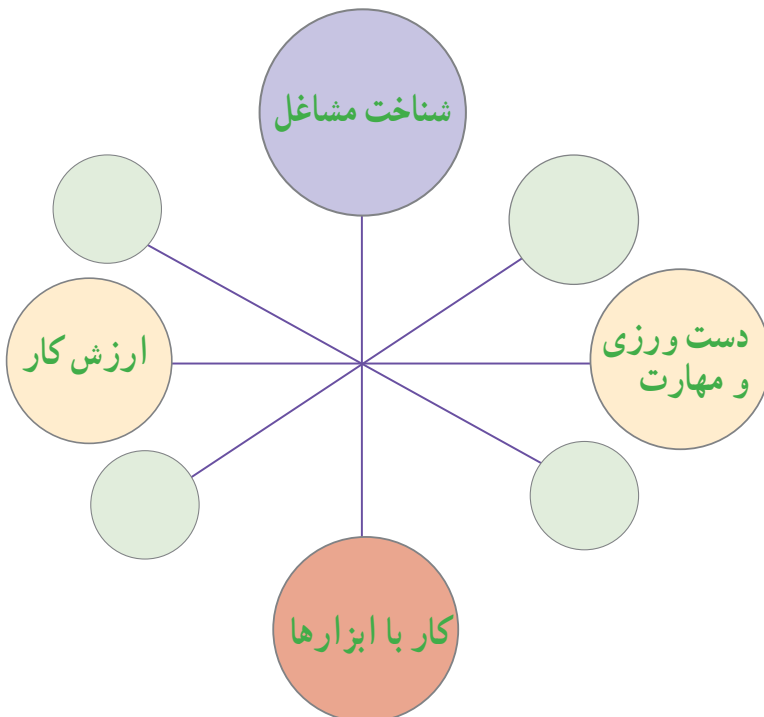 شناخت مشاغل
دست ورزی
و مهارت
ارزش کار
کار با ابزارها